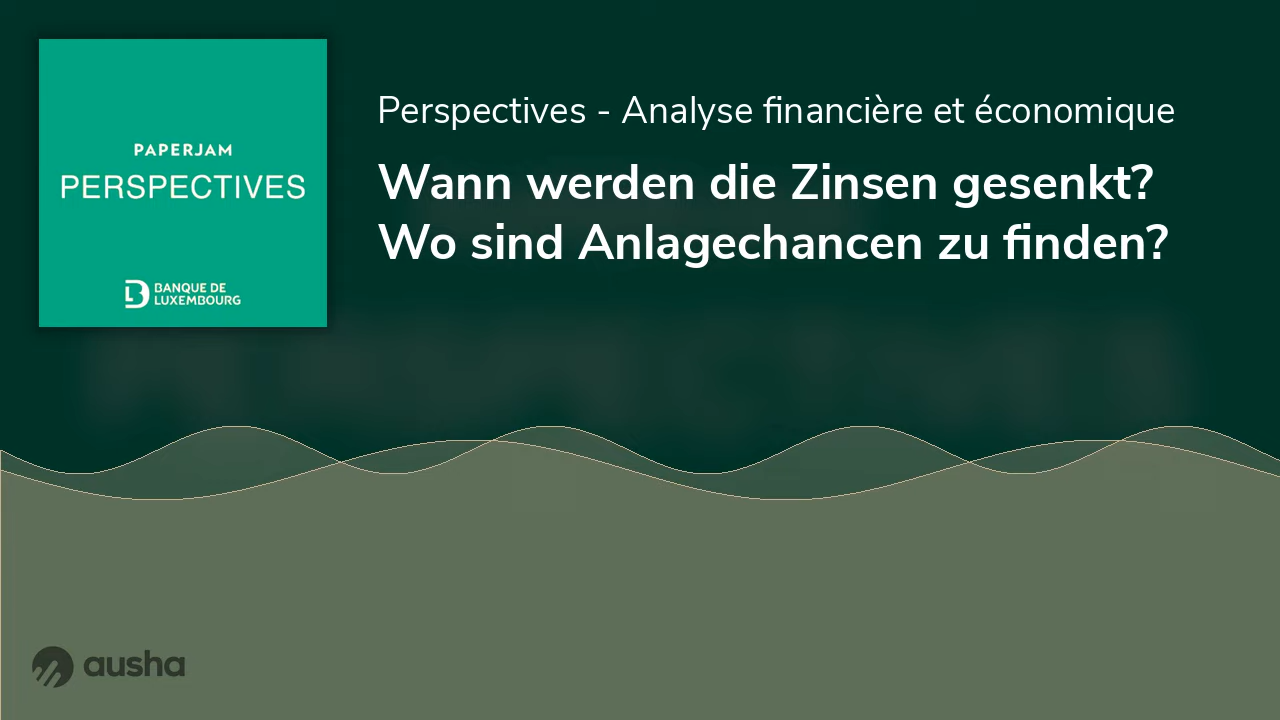 PAPERJAM
PERSPECTIVES
BANQUE DE
LUXEMBOURG
Perspectives - Analyse financière et économique
Wann werden die Zinsen gesenkt?
Wo sind Anlagechancen zu finden?
ausha